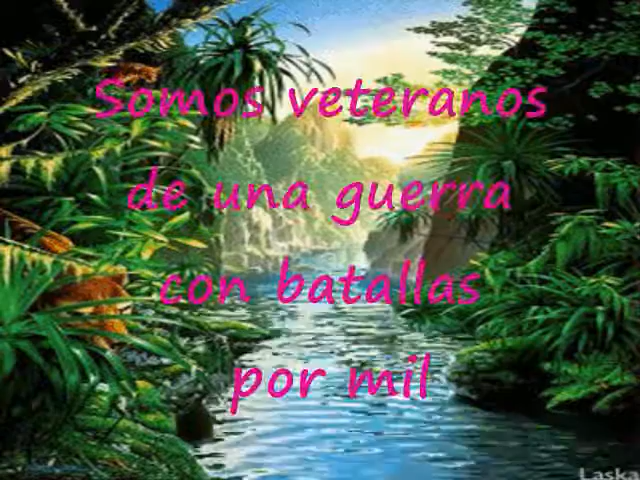 Somos veteranos
de una guerra
con batallas
por mil
Laska